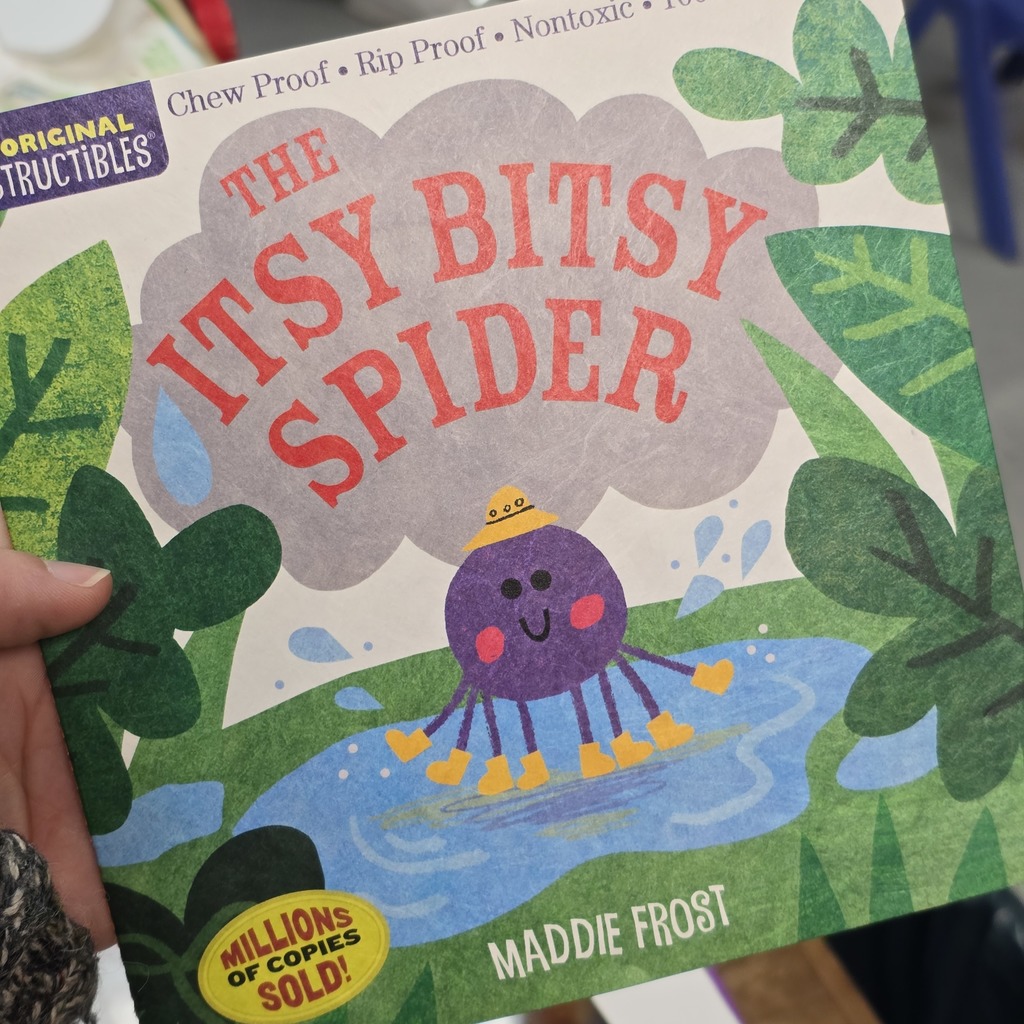 Chew Proof • Rip Proof • Nontoxic •
ORIGINAL
STRUCTiBLES®
THE
ITSY BITSY
SPIDER
MILLIONS
OF COPIES
SOLD!
MADDIE FROST